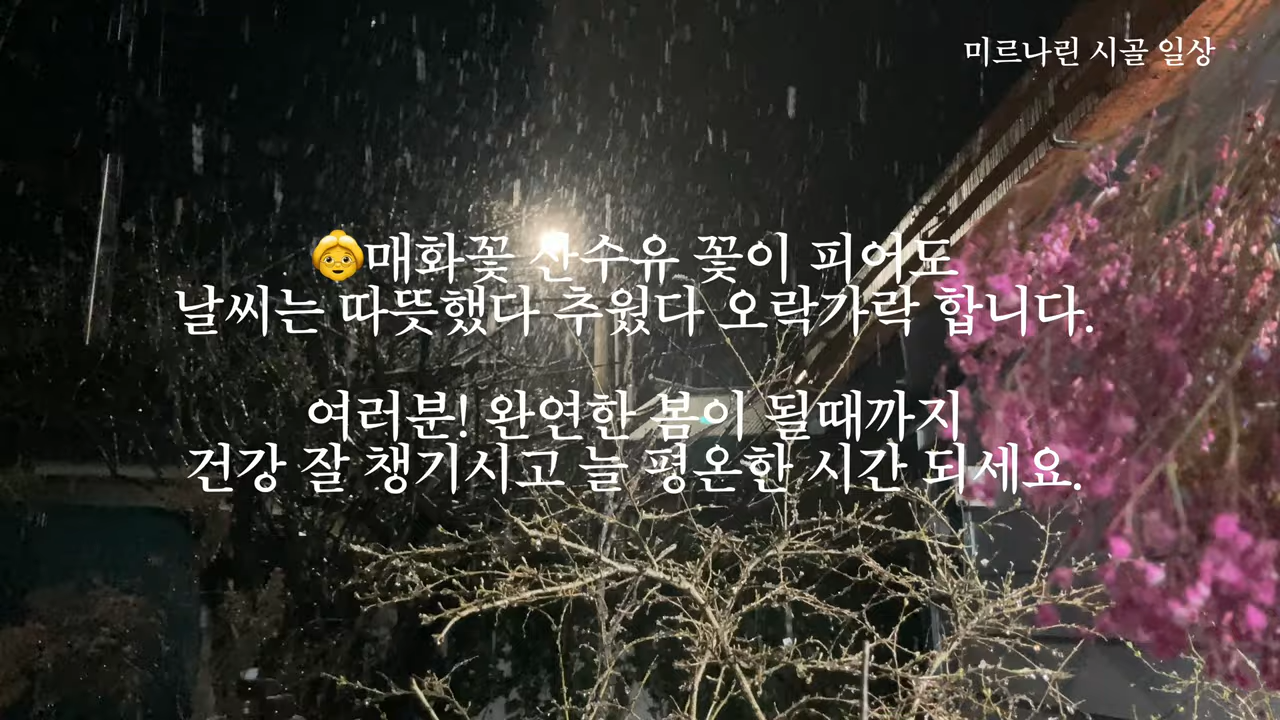 미르나린 시골 일상
👵매화꽃 산수유 꽃이 피어도
날씨는 따뜻했다 추웠다 오락가락 합니다.
여러분! 완연한 봄이 될때까지
건강 잘 챙기시고 늘 평온한 시간 되세요.